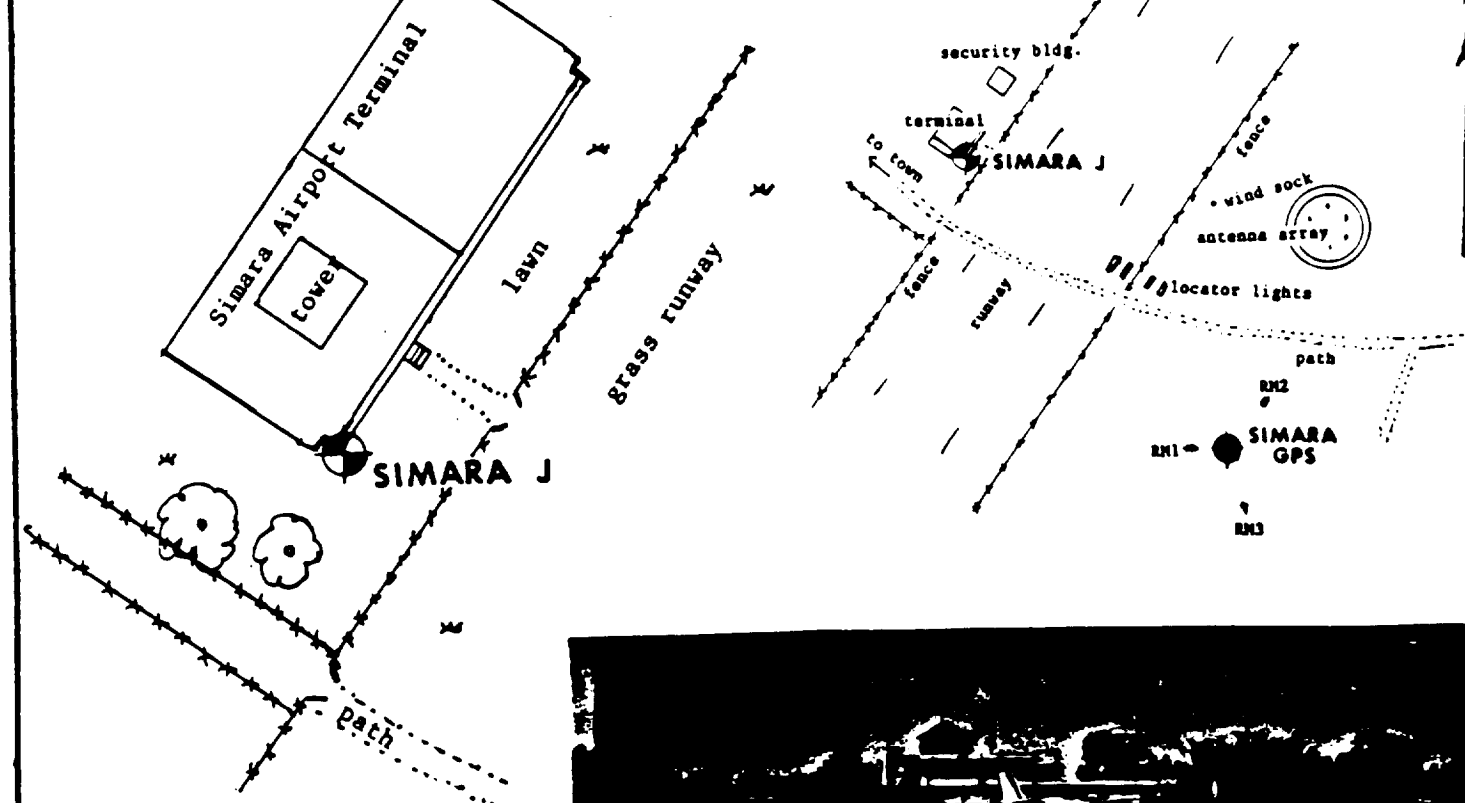 Simara Airport Terminal
tower
lawn
grass runway
SIMARA J
path
security bldg.
terminal
to town
SIMARA J
fence
wind sock
antenna array
fence
runway
locator lights
path
RM2
RM1
SIMARA
GPS
RM3